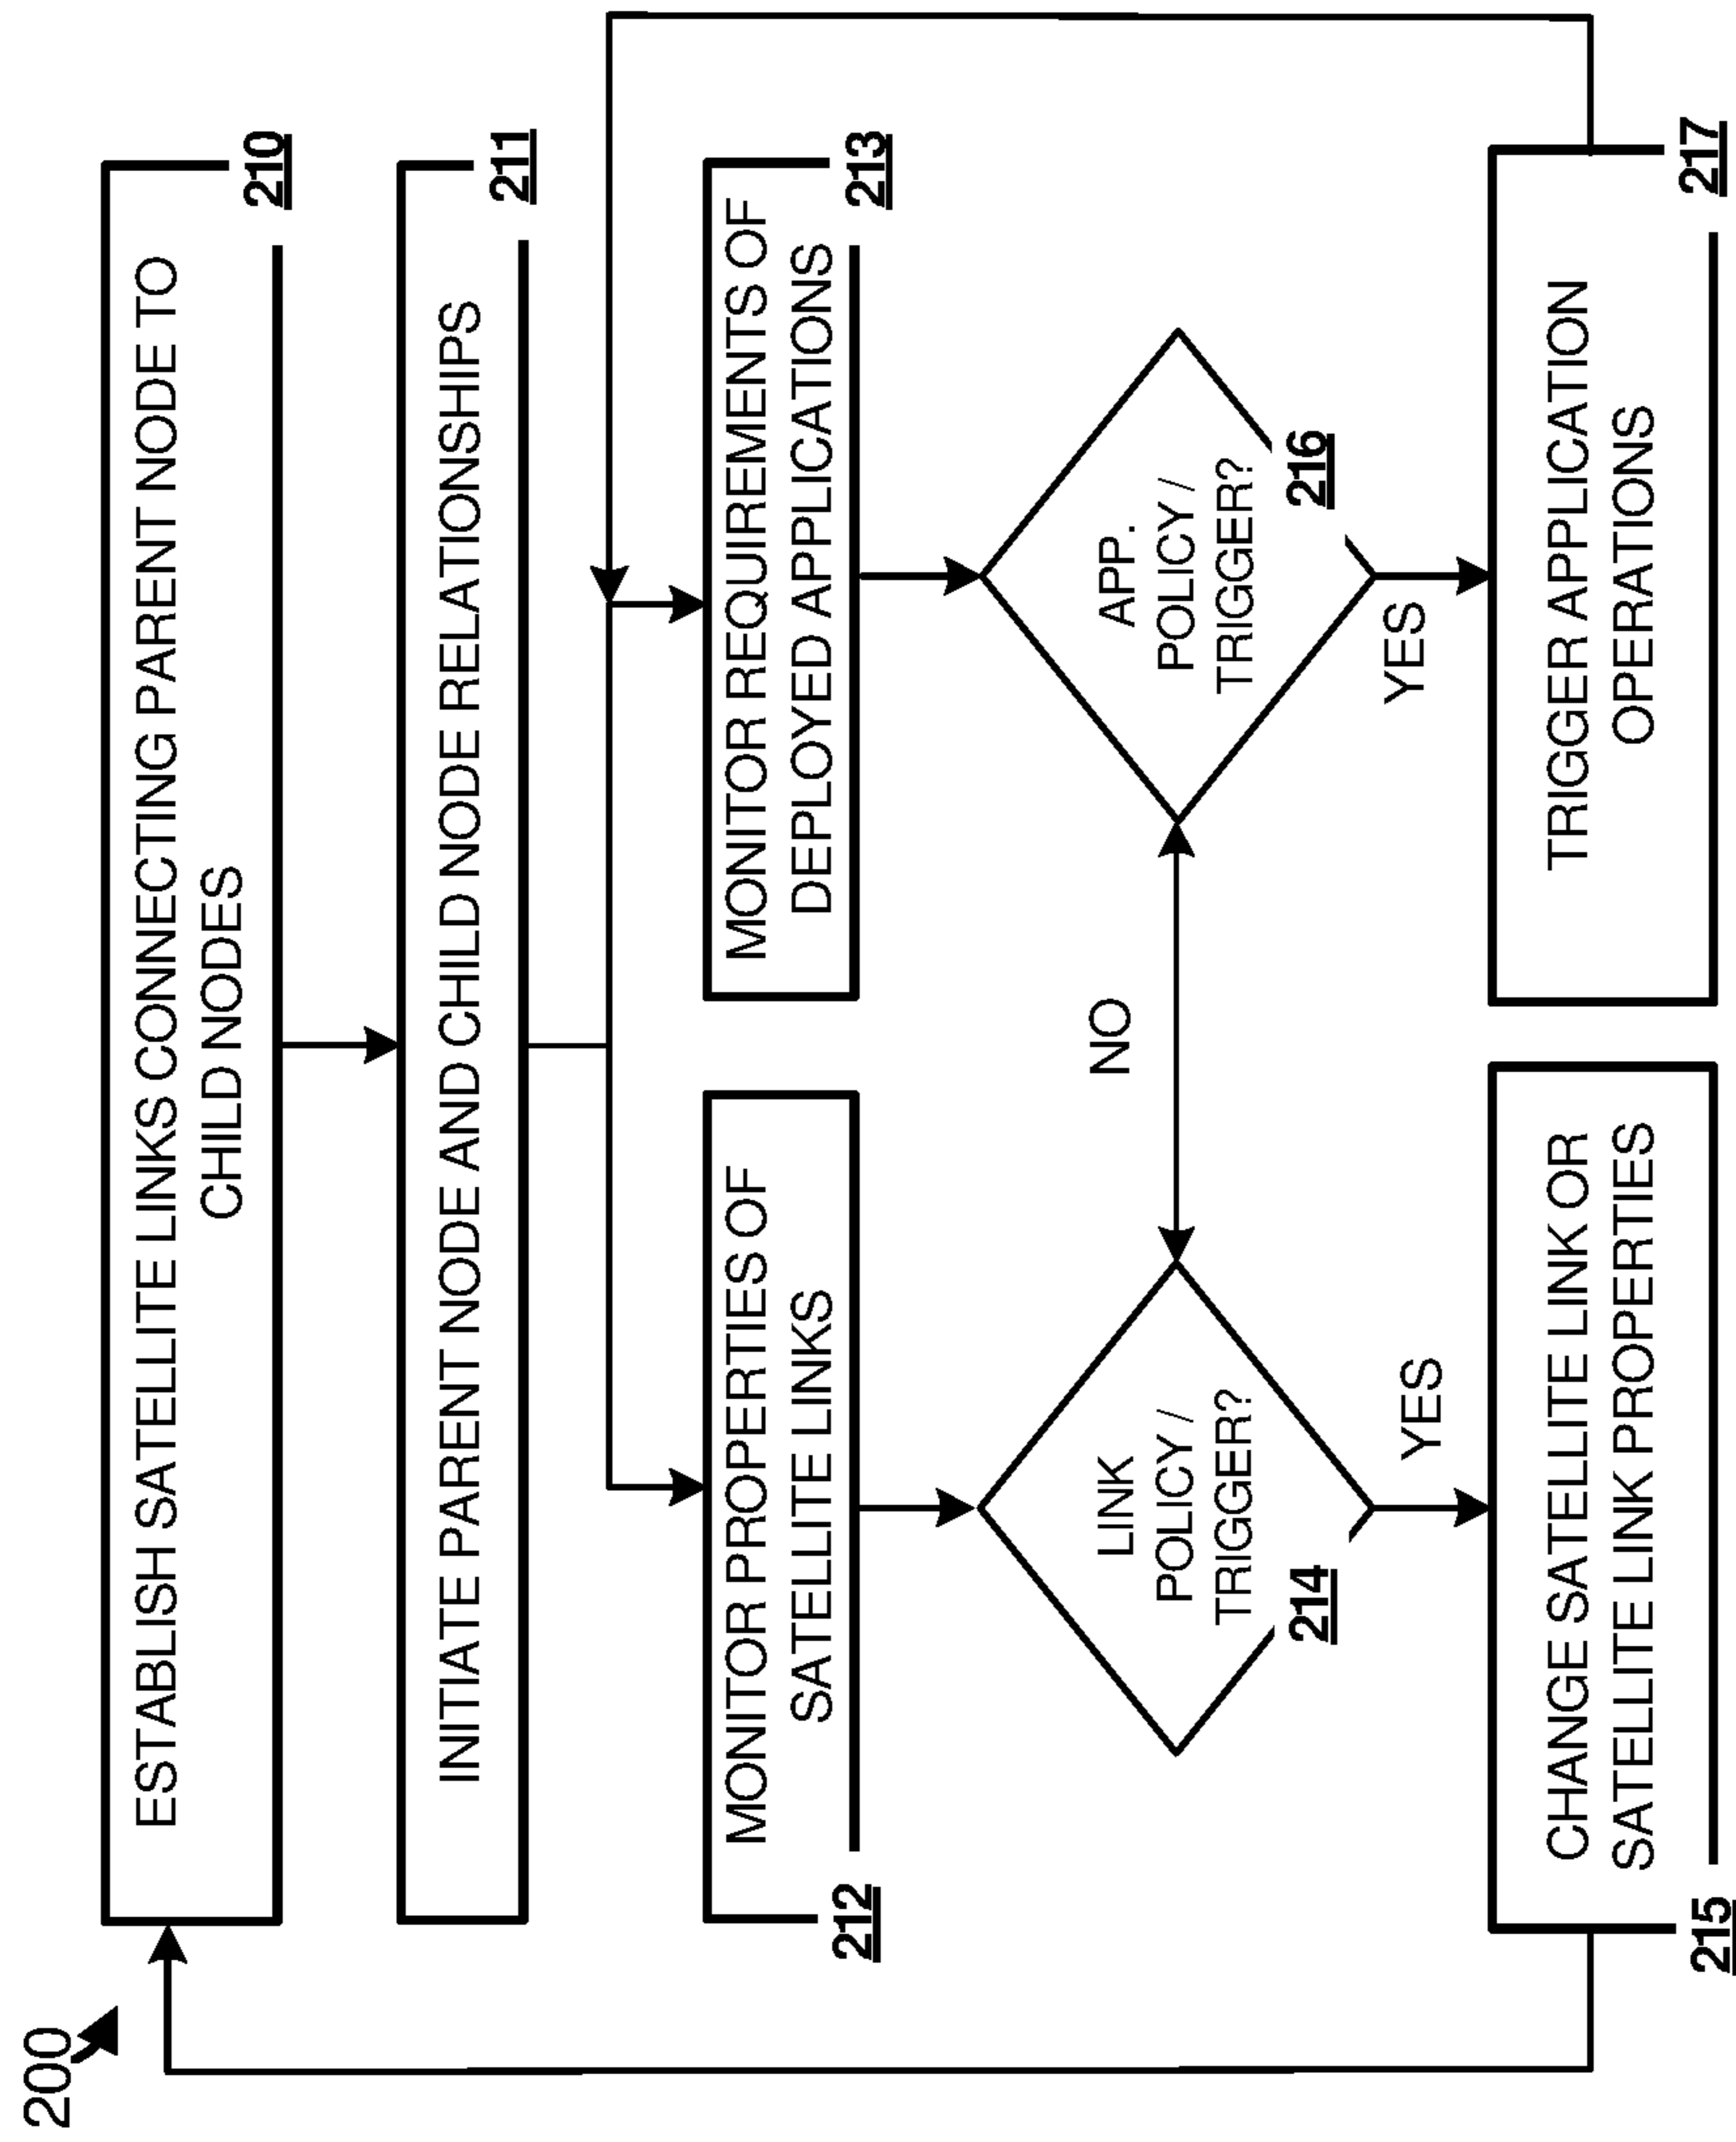 200
ESTABLISH SATELLITE LINKS CONNECTING PARENT NODE TO
CHILD NODES
210
INITIATE PARENT NODE AND CHILD NODE RELATIONSHIPS
211
MONITOR PROPERTIES OF
SATELLITE LINKS
212
MONITOR REQUIREMENTS OF
DEPLOYED APPLICATIONS
213
LINK
POLICY /
TRIGGER?
214
NO
APP.
POLICY /
TRIGGER?
216
YES
YES
CHANGE SATELLITE LINK OR
SATELLITE LINK PROPERTIES
215
TRIGGER APPLICATION
OPERATIONS
217